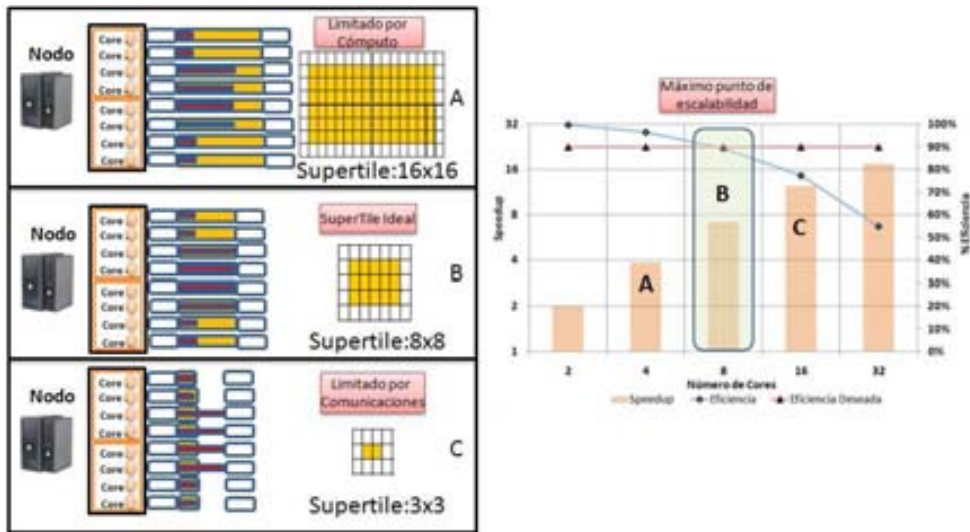 Nodo
Core
Core
Core
Core
Core
Core
Core
Core
Limitado por
Cómputo
A
Supertile:16x16
Nodo
Core
Core
Core
Core
Core
Core
Core
Core
SuperTile Ideal
B
Supertile:8x8
Nodo
Core
Core
Core
Core
Core
Core
Core
Core
Limitado por
Comunicaciones
C
Supertile:3x3
Máximo punto de
escalabilidad
32
16
8
4
2
1
Speedup
100%
90%
80%
70%
60%
50%
40%
30%
20%
10%
0%
% Eficiencia
A
B
C
2
4
8
16
32
Número de Cores
Speedup
Eficiencia
Eficiencia Deseada